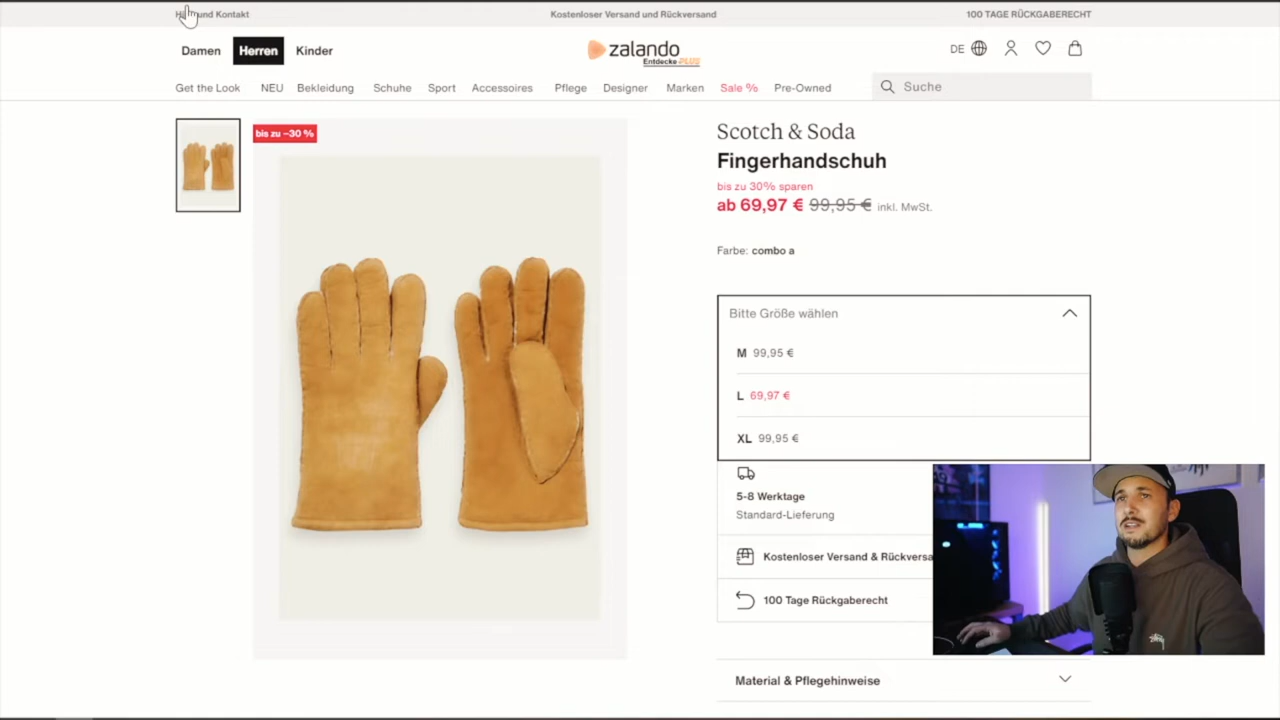 und Kontakt
Kostenloser Versand und Rückversand
100 TAGE RÜCKGABERECHT
Damen
Herren
Kinder
zalando
Entdecke PLUS
DE
Get the Look
NEU
Bekleidung
Schuhe
Sport
Accessoires
Pflege
Designer
Marken
Sale %
Pre-Owned
Suche
bis zu –30 %
Scotch & Soda
Fingerhandschuh
bis zu 30% sparen
ab 69,97 € 99,95 € inkl. MwSt.
Farbe: combo a
Bitte Größe wählen
M 99,95 €
L 69,97 €
XL 99,95 €
5-8 Werktage
Standard-Lieferung
Kostenloser Versand & Rückversa
100 Tage Rückgaberecht
Material & Pflegehinweise